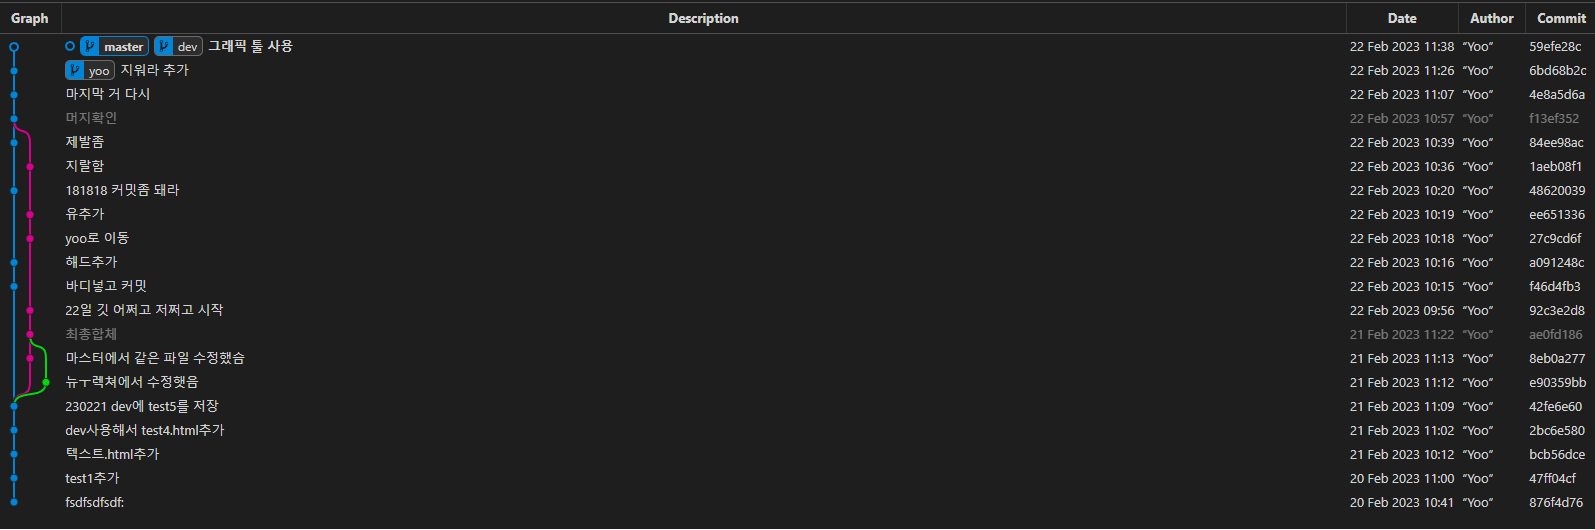 Graph Description Date Author Commit
master dev 그래픽 툴 사용 22 Feb 2023 11:38 “Yoo” 59efe28c
yoo 지워라 추가 22 Feb 2023 11:26 “Yoo” 6bd68b2c
마지막 거 다시 22 Feb 2023 11:07 “Yoo” 4e8a5d6a
머지확인 22 Feb 2023 10:57 “Yoo” f13ef352
제발좀 22 Feb 2023 10:39 “Yoo” 84ee98ac
지랄함 22 Feb 2023 10:36 “Yoo” 1aeb08f1
181818 커밋좀 돼라 22 Feb 2023 10:20 “Yoo” 48620039
유추가 22 Feb 2023 10:19 “Yoo” ee651336
yoo로 이동 22 Feb 2023 10:18 “Yoo” 27c9cd6f
해드추가 22 Feb 2023 10:16 “Yoo” a091248c
바디넣고 커밋 22 Feb 2023 10:15 “Yoo” f46d4fb3
22일 깃 어쩌고 저쩌고 시작 22 Feb 2023 09:56 “Yoo” 92c3e2d8
최종합체 21 Feb 2023 11:22 “Yoo” ae0fd186
마스터에서 같은 파일 수정했슴 21 Feb 2023 11:13 “Yoo” 8eb0a277
뉴ㅜ렉쳐에서 수정햇음 21 Feb 2023 11:12 “Yoo” e90359bb
230221 dev에 test5를 저장 21 Feb 2023 11:09 “Yoo” 42fe6e60
dev사용해서 test4.html추가 21 Feb 2023 11:02 “Yoo” 2bc6e580
텍스트.html추가 21 Feb 2023 10:12 “Yoo” bcb56dce
test1추가 20 Feb 2023 11:00 “Yoo” 47ff04cf
fsdfsdfsdf: 20 Feb 2023 10:41 “Yoo” 876f4d76